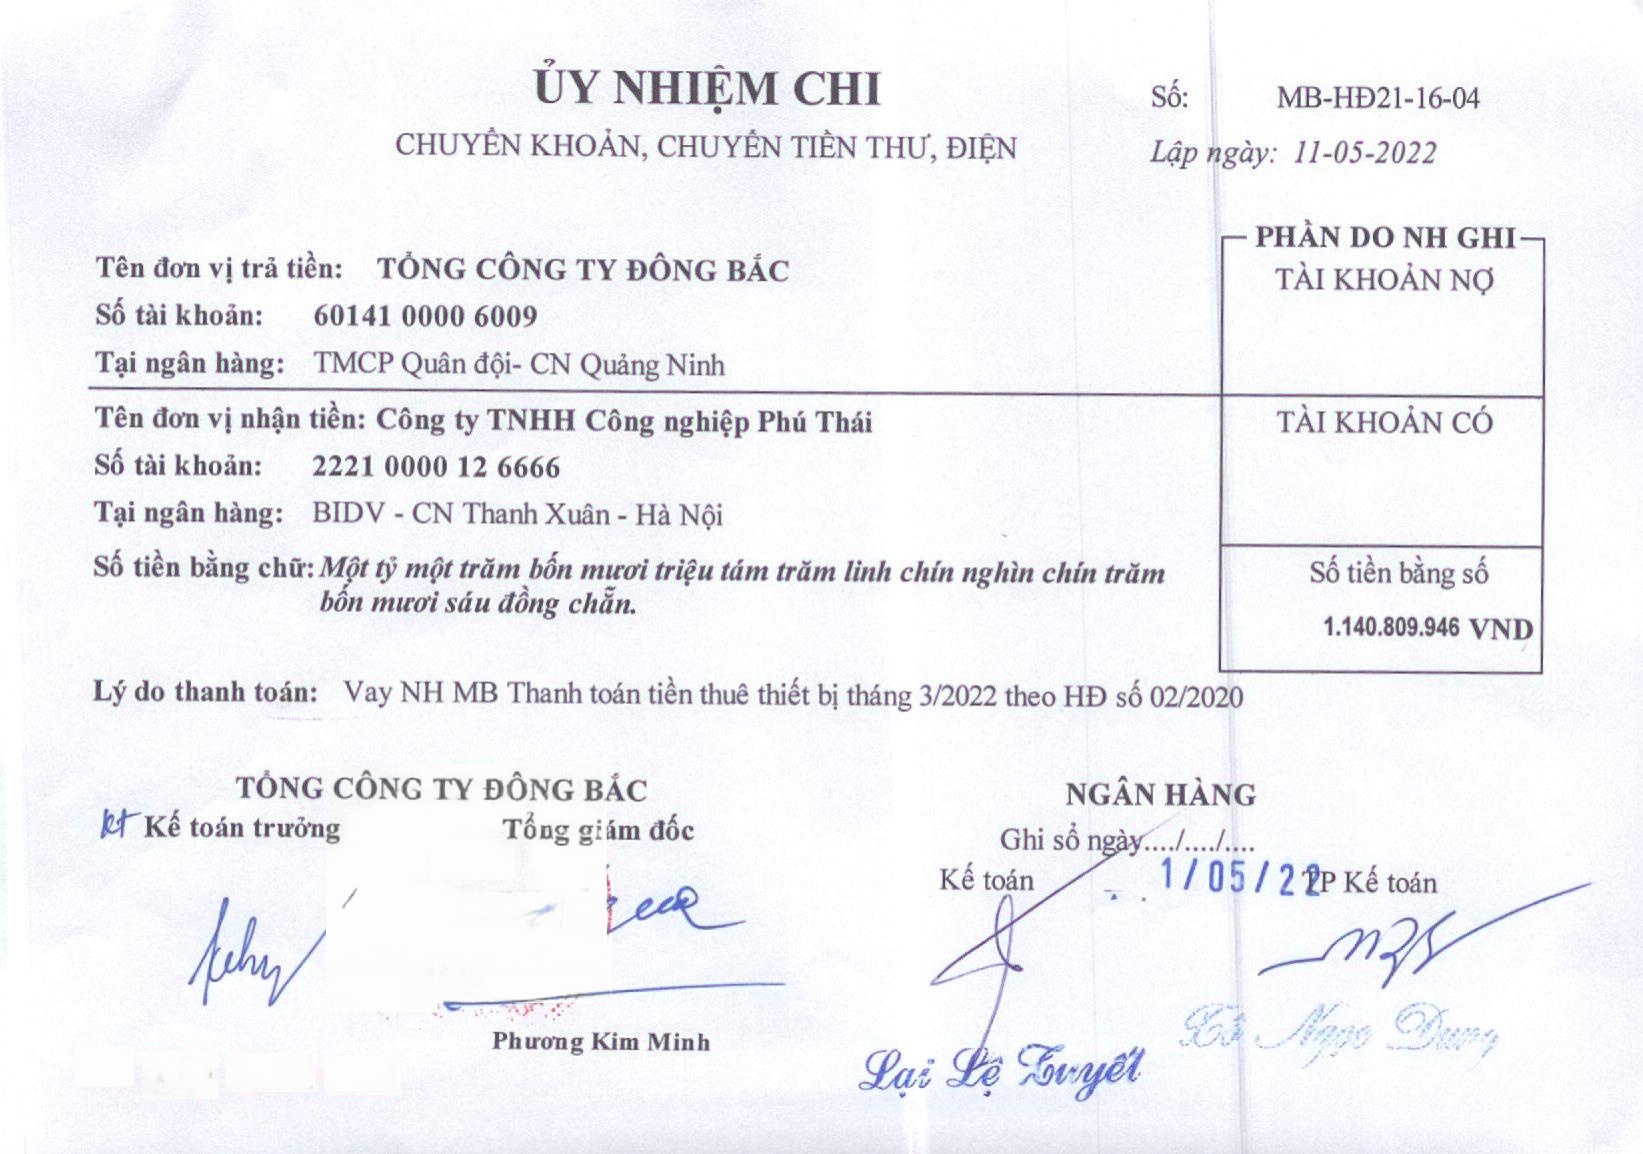 ỦY NHIỆM CHI
CHUYỂN KHOẢN, CHUYỂN TIỀN THƯ, ĐIỆN
Số: MB-HĐ21-16-04
Lập ngày: 11-05-2022
PHẦN DO NH GHI
TÀI KHOẢN NỢ
Tên đơn vị trả tiền: TỔNG CÔNG TY ĐÔNG BẮC
Số tài khoản: 60141 0000 6009
Tại ngân hàng: TMCP Quân đội- CN Quảng Ninh
Tên đơn vị nhận tiền: Công ty TNHH Công nghiệp Phú Thái
TÀI KHOẢN CÓ
Số tài khoản: 2221 0000 12 6666
Tại ngân hàng: BIDV - CN Thanh Xuân - Hà Nội
Số tiền bằng chữ: Một tỷ một trăm bốn mươi triệu tám trăm linh chín nghìn chín trăm
bốn mươi sáu đồng chẵn.
Số tiền bằng số
1.140.809.946 VND
Lý do thanh toán: Vay NH MB Thanh toán tiền thuê thiết bị tháng 3/2022 theo HĐ số 02/2020
TỔNG CÔNG TY ĐÔNG BẮC
kt Kế toán trưởng Tổng giám đốc
NGÂN HÀNG
Ghi sổ ngày..../..../....
1/05/22
Kế toán TP Kế toán
Phương Kim Minh
Lại Lệ Tuyết
Ngọc Dung